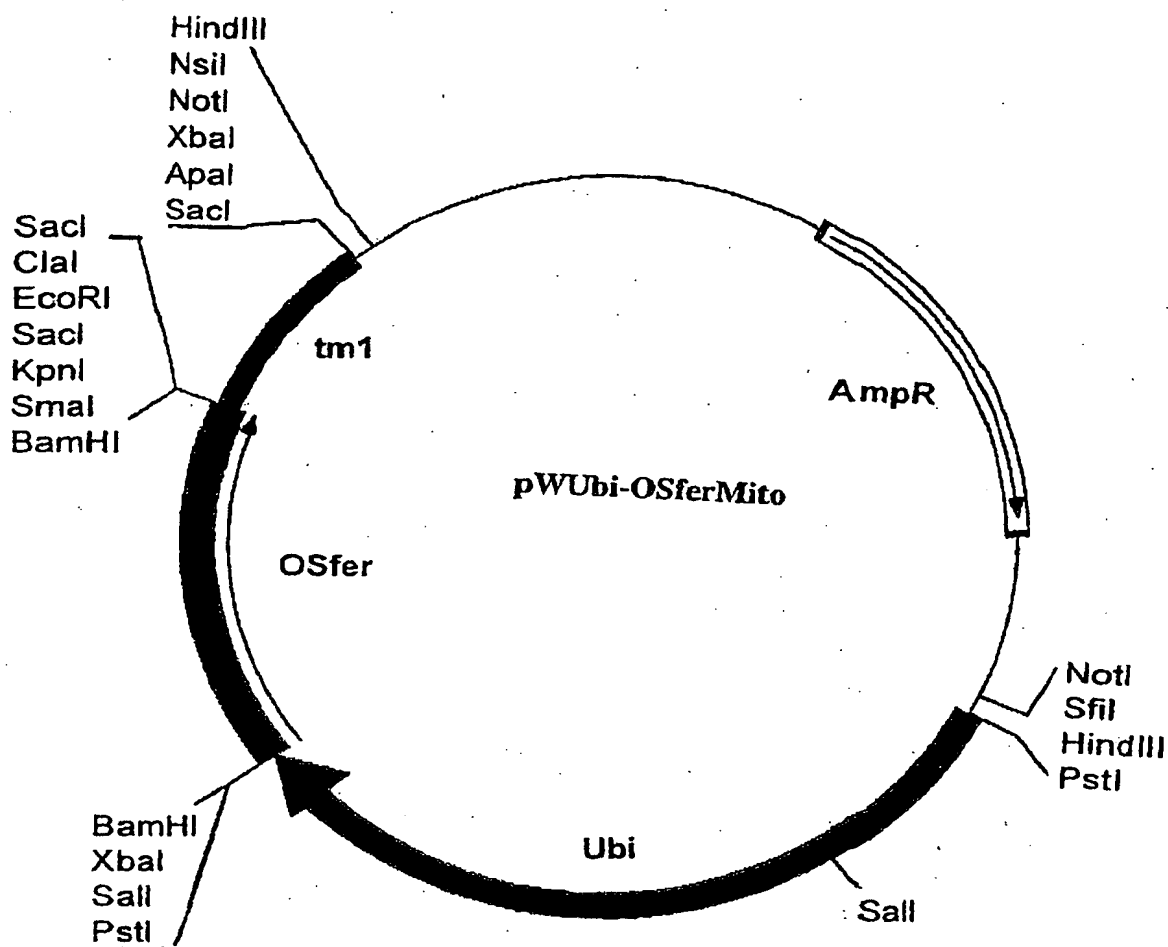 HindIII
NsiI
NotI
XbaI
ApaI
SacI
SacI
ClaI
EcoRI
SacI
KpnI
SmaI
BamHI
tm1
AmpR
pWUbi-OSferMito
OSfer
NotI
SfiI
HindIII
PstI
BamHI
XbaI
SalI
PstI
Ubi
SalI